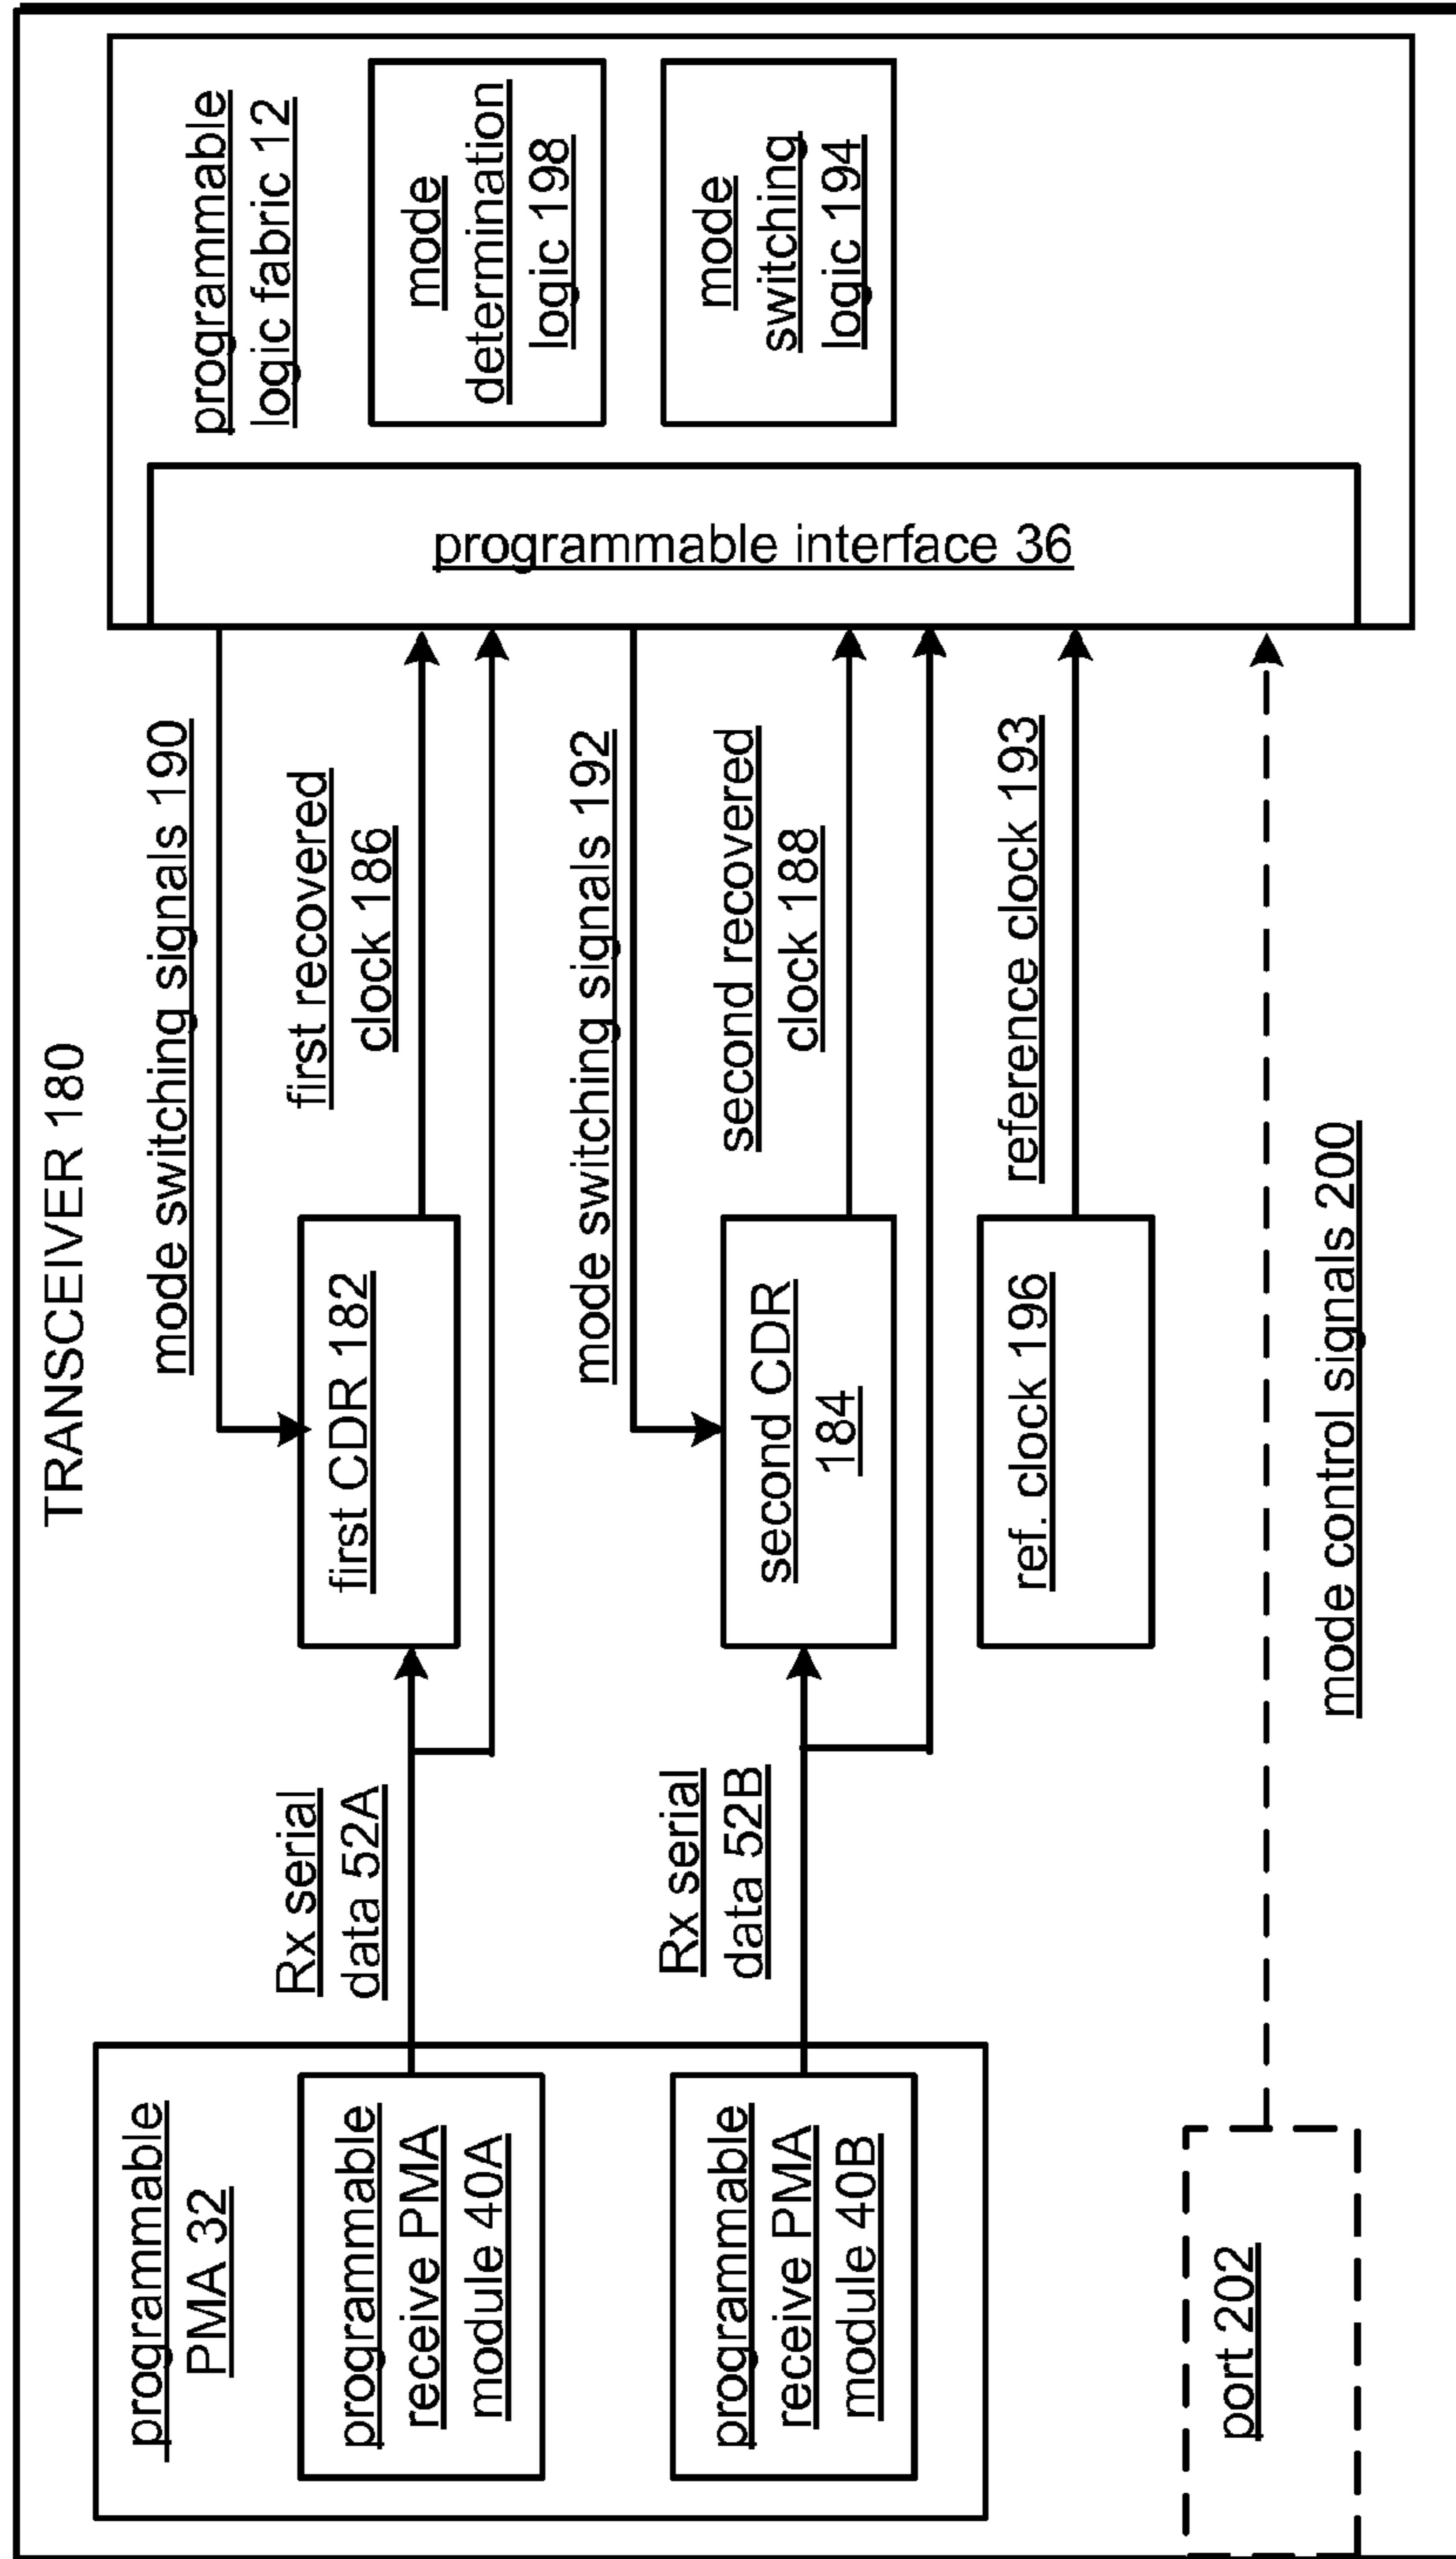 TRANSCEIVER 180
programmable
PMA 32
programmable
receive PMA
module 40A
programmable
receive PMA
module 40B
port 202
Rx serial
data 52A
Rx serial
data 52B
mode switching signals 190
first CDR 182
first recovered
clock 186
mode switching signals 192
second CDR
184
second recovered
clock 188
ref. clock 196
reference clock 193
mode control signals 200
programmable interface 36
programmable
logic fabric 12
mode
determination
logic 198
mode
switching
logic 194